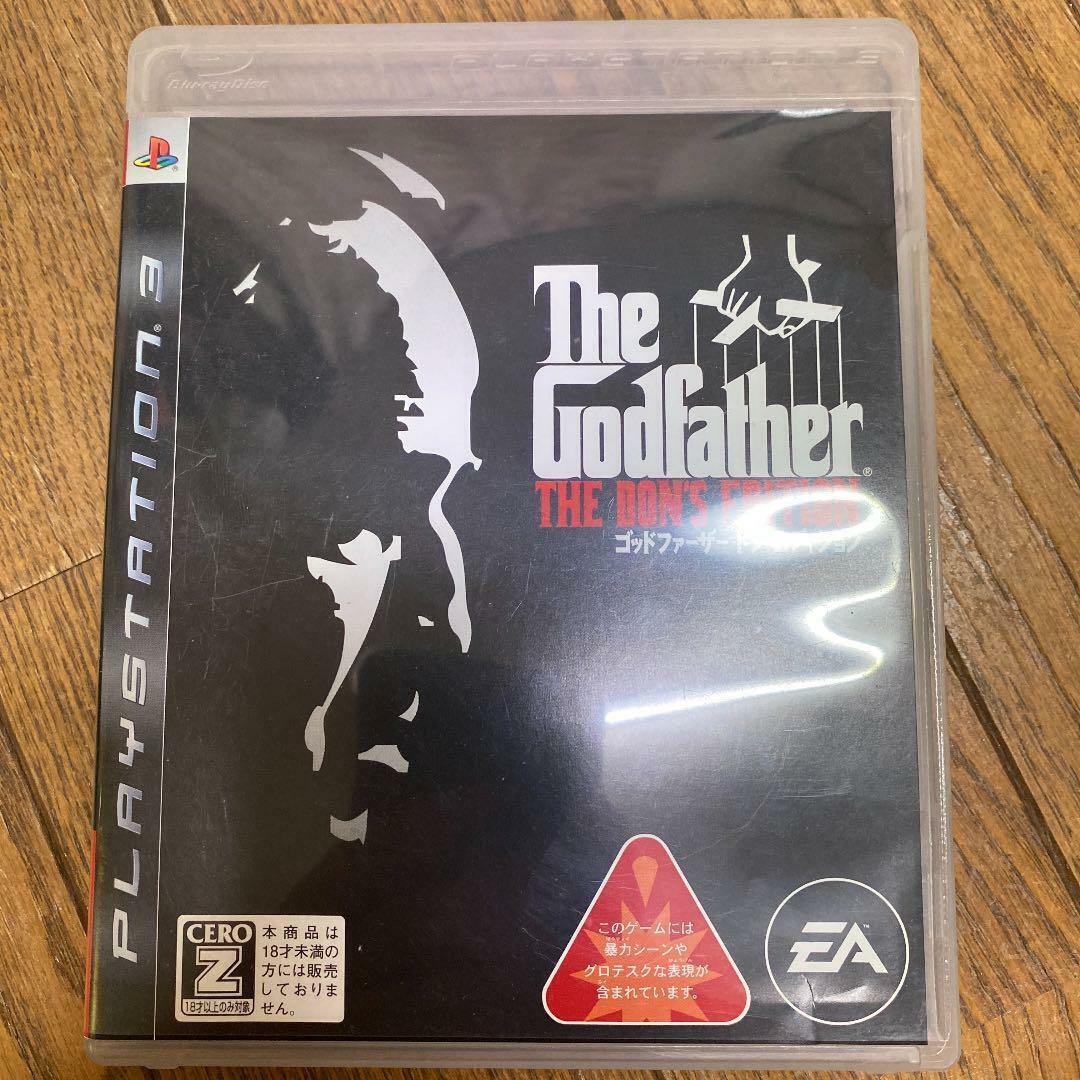 Blu-ray Disc
PLAYSTATION 3
PLAYSTATION®3
The
Godfather®
THE DON'S EDITION
ゴッドファーザー
CERO
Z
18才以上のみ対象
本商品は
18才未満の
方には販売
しておりま
せん。
このゲームには
暴力シーンや
グロテスクな表現が
含まれています。
EA™